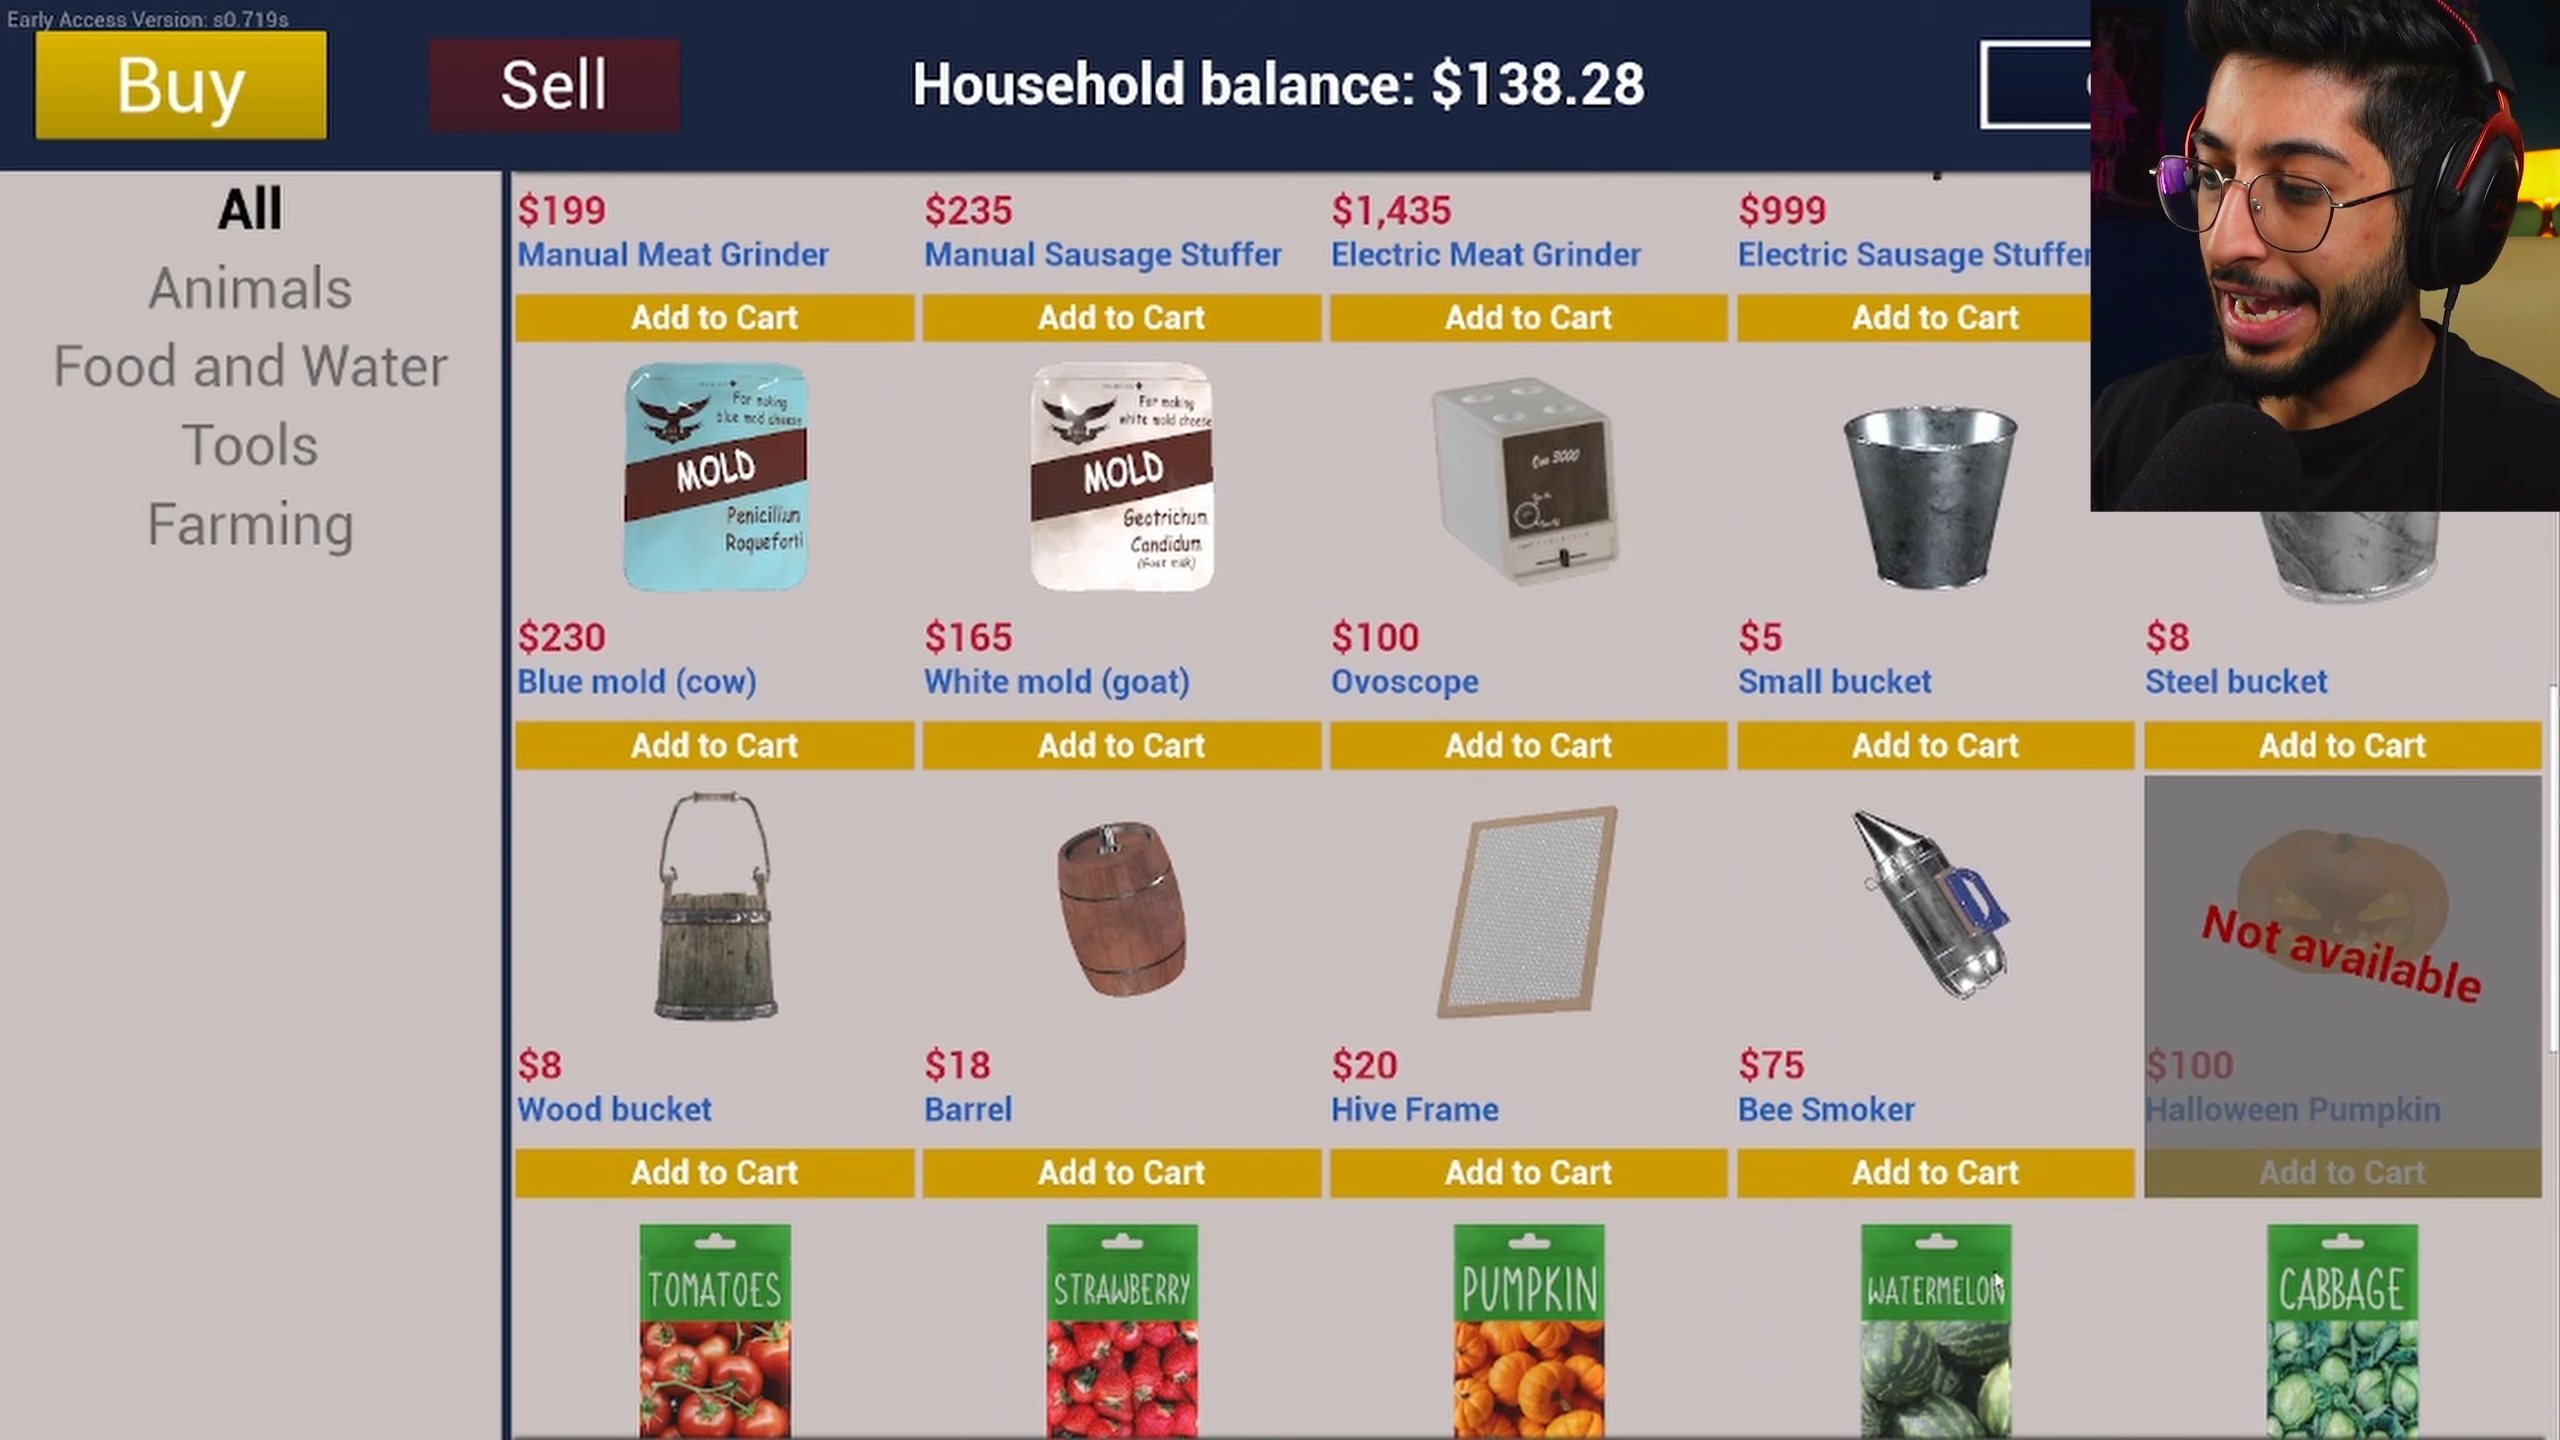 Early Access Version: s0.719s
Buy
Sell
Household balance: $138.28
All
Animals
Food and Water
Tools
Farming
$199
Manual Meat Grinder
Add to Cart
$235
Manual Sausage Stuffer
Add to Cart
$1,435
Electric Meat Grinder
Add to Cart
$999
Electric Sausage Stuffer
Add to Cart
For making
blue mold cheese
MOLD
Penicilium
Roqueforti
$230
Blue mold (cow)
Add to Cart
For making
white mold cheese
MOLD
Geotrichum
Candidum
(Goat milk)
$165
White mold (goat)
Add to Cart
Ovo 3000
$100
Ovoscope
Add to Cart
$5
Small bucket
Add to Cart
$8
Steel bucket
Add to Cart
$8
Wood bucket
Add to Cart
$18
Barrel
Add to Cart
$20
Hive Frame
Add to Cart
$75
Bee Smoker
Add to Cart
Not available
$100
Halloween Pumpkin
Add to Cart
TOMATOES
STRAWBERRY
PUMPKIN
WATERMELON
CABBAGE